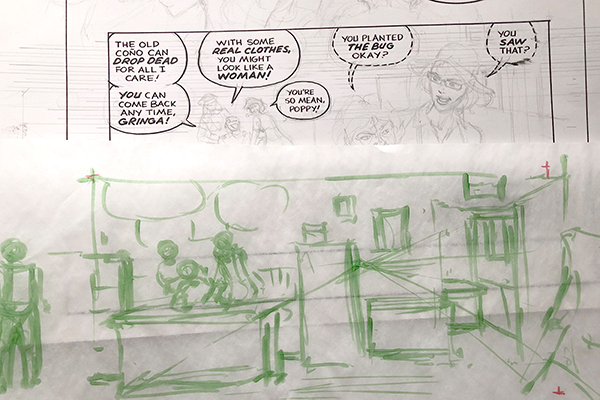 THE OLD
COÑO CAN
DROP DEAD
FOR ALL I
CARE!
YOU CAN
COME BACK
ANY TIME,
GRINGA!
WITH SOME
REAL CLOTHES,
YOU MIGHT
LOOK LIKE A
WOMAN!
YOU'RE
SO MEAN,
POPPY!
YOU PLANTED
THE BUG
OKAY?
YOU
SAW
THAT?